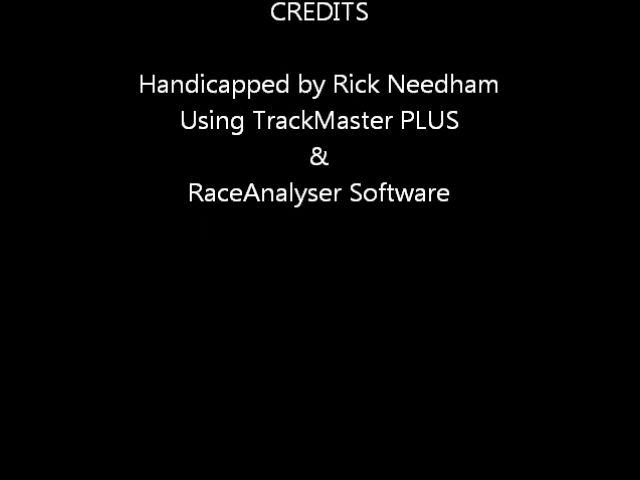 CREDITS
Handicapped by Rick Needham
Using TrackMaster PLUS
&
RaceAnalyser Software